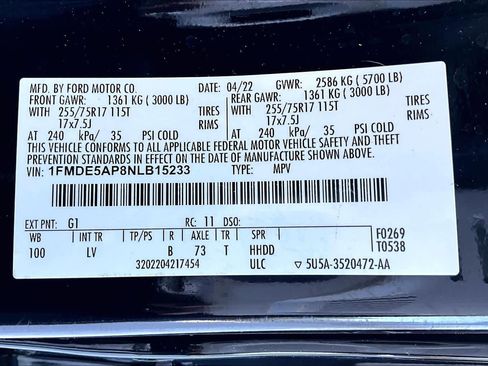 MFD. BY FORD MOTOR CO. DATE: 04/22 GVWR: 2586 KG (5700 LB)
FRONT GAWR: 1361 KG (3000 LB) REAR GAWR: 1361 KG (3000 LB)
WITH 255/75R17 115T TIRES WITH 255/75R17 115T TIRES
17x7.5J RIMS 17x7.5J RIMS
AT 240 kPa/ 35 PSI COLD AT 240 kPa/ 35 PSI COLD
THIS VEHICLE CONFORMS TO ALL APPLICABLE FEDERAL MOTOR VEHICLE SAFETY AND THEFT
PREVENTION STANDARDS IN EFFECT ON THE DATE OF MANUFACTURE SHOWN ABOVE.
VIN: 1FMDE5AP8NLB15233 TYPE: MPV
EXT PNT: G1 RC: 11 DSO:
WB INT TR TP/PS R AXLE TR SPR F0269
100 LV B 73 T HHDD T0538
3202204217454 ULC ▽ 5U5A-3520472-AA